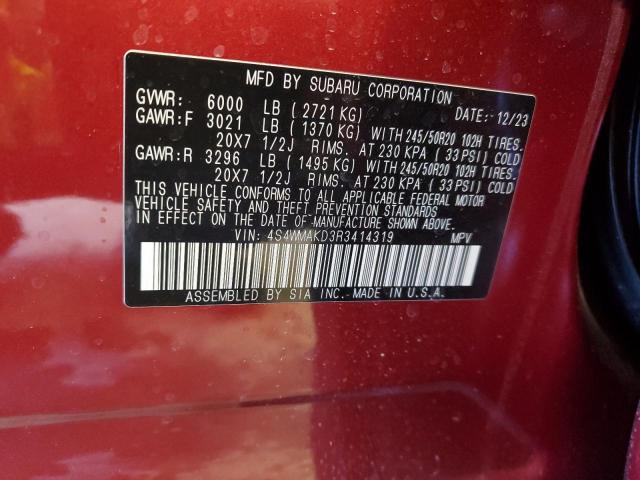 MFD BY SUBARU CORPORATION
GVWR: 6000 LB ( 2721 KG) DATE: 12/23
GAWR:F 3021 LB ( 1370 KG) WITH 245/50R20 102H TIRES.
20X7 1/2J RIMS. AT 230 KPA ( 33 PSI) COLD
GAWR:R 3296 LB ( 1495 KG) WITH 245/50R20 102H TIRES.
20X7 1/2J RIMS. AT 230 KPA ( 33 PSI) COLD
THIS VEHICLE CONFORMS TO ALL APPLICABLE FEDERAL MOTOR
VEHICLE SAFETY AND THEFT PREVENTION STANDARDS
IN EFFECT ON THE DATE OF MANUFACTURE SHOWN ABOVE.
VIN: 4S4WMAKD3R3414319 MPV
ASSEMBLED BY SIA INC. MADE IN U.S.A.